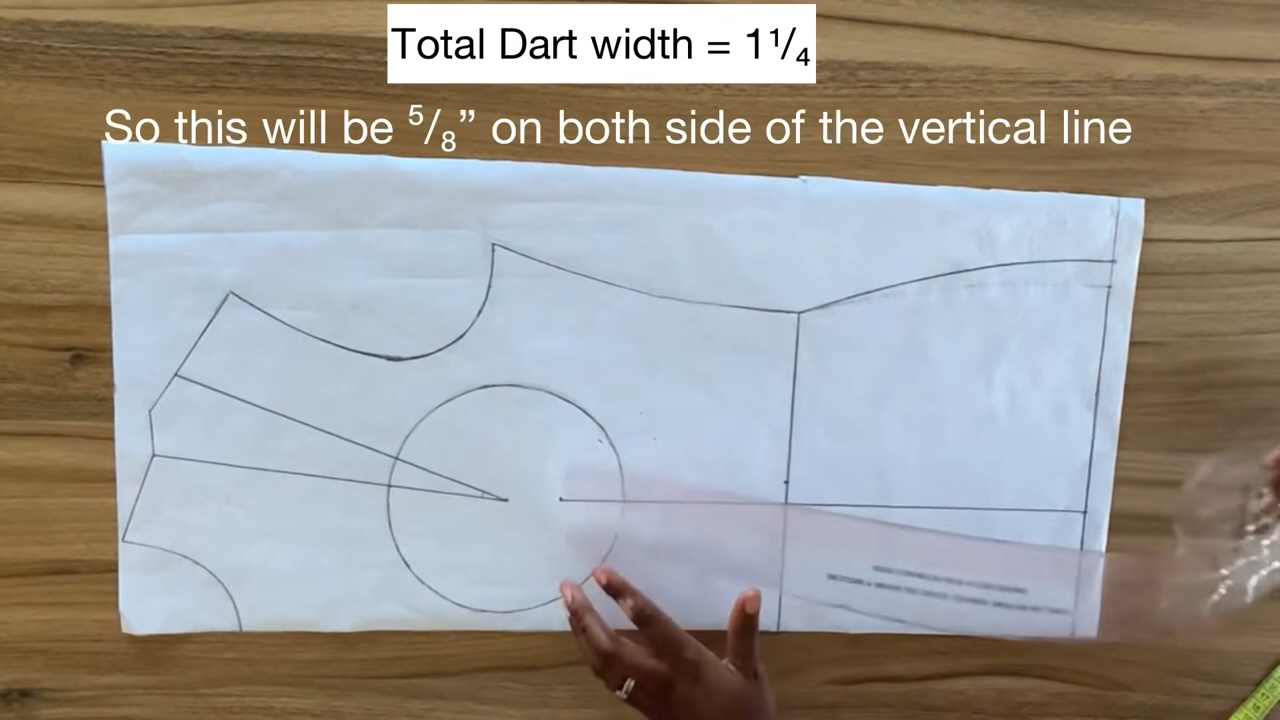 Total Dart width = 1¹/₄
So this will be ⁵/₈” on both side of the vertical line